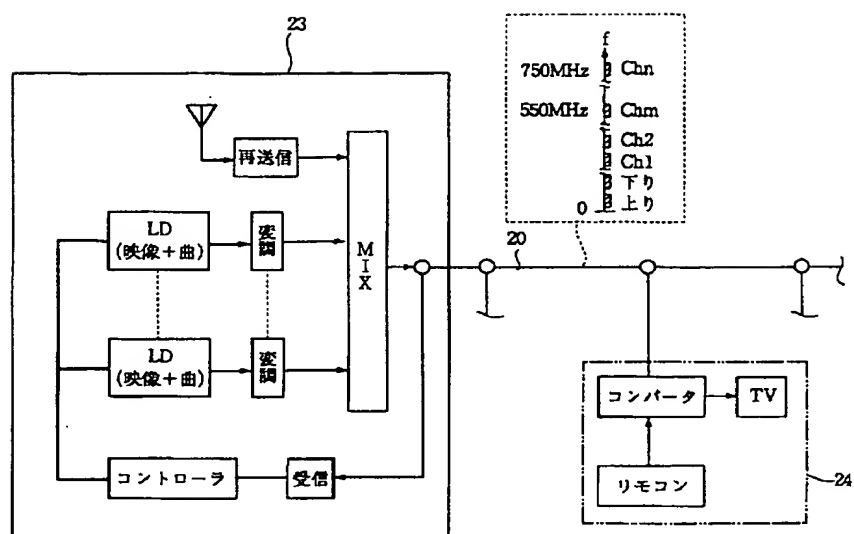 23
f
750MHz
Chn
550MHz
Chm
Ch2
Ch1
下り
0
上り
再送信
LD
(映像+曲)
変調
MIX
20
LD
(映像+曲)
変調
コンバータ
TV
コントローラ
受信
リモコン
24